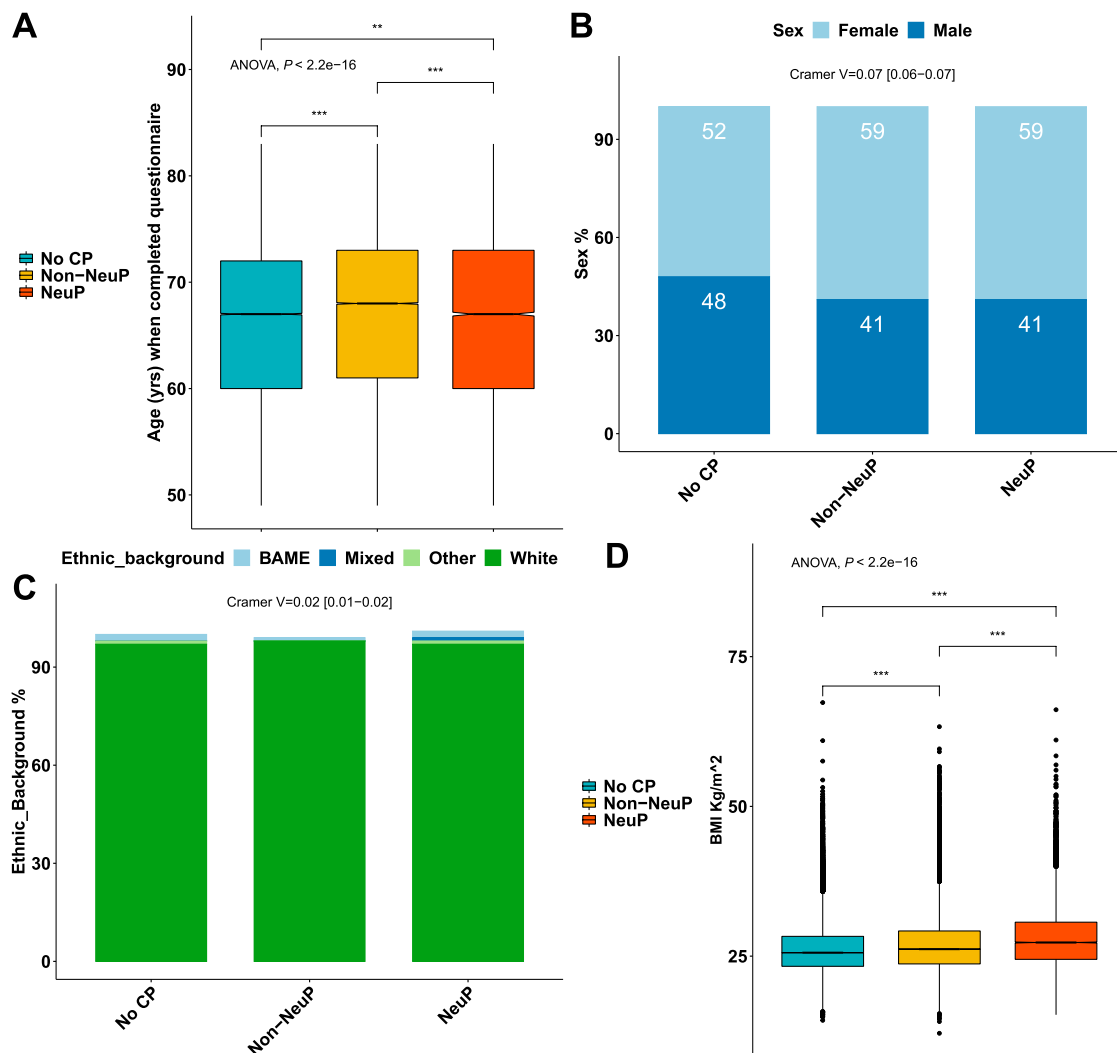 A
**
ANOVA, P < 2.2e−16
***
***
90
80
70
60
50
Age (yrs) when completed questionnaire
No CP
Non−NeuP
NeuP
B
Sex Female Male
Cramer V=0.07 [0.06−0.07]
52
59
59
48
41
41
90
60
30
0
Sex %
No CP
Non−NeuP
NeuP
C
Ethnic_background BAME Mixed Other White
Cramer V=0.02 [0.01−0.02]
90
60
30
0
Ethnic_Background %
No CP
Non−NeuP
NeuP
D
ANOVA, P < 2.2e−16
***
***
***
75
50
25
BMI Kg/m^2
No CP
Non−NeuP
NeuP